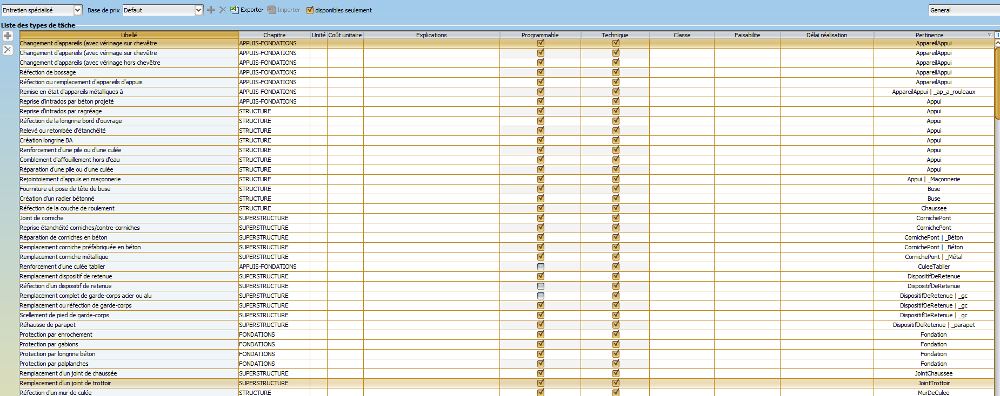 Entretien spécialisé Base de prix Defaut Exporter Importer disponibles seulement General
Liste des types de tâche
Libellé Chapitre Unité Coût unitaire Explications Programmable Technique Classe Faisabilite Délai réalisation Pertinence
Changement d'appareils (avec vérinage sur chevêtre APPUIS-FONDATIONS AppareilAppui
Changement d'appareils (avec vérinage sur chevêtre APPUIS-FONDATIONS AppareilAppui
Changement d'appareils (avec vérinage hors chevêtre APPUIS-FONDATIONS AppareilAppui
Réfection de bossage APPUIS-FONDATIONS AppareilAppui
Réfection ou remplacement d'appareils d'appuis APPUIS-FONDATIONS AppareilAppui
Remise en état d'appareils métalliques à APPUIS-FONDATIONS AppareilAppui | _ap_a_rouleaux
Reprise d'intrados par béton projeté APPUIS-FONDATIONS Appui
Reprise d'intrados par ragréage STRUCTURE Appui
Réfection de la longrine bord d'ouvrage STRUCTURE Appui
Relevé ou retombée d'étanchéité STRUCTURE Appui
Création longrine BA STRUCTURE Appui
Renforcement d'une pile ou d'une culée STRUCTURE Appui
Comblement d'affouillement hors d'eau STRUCTURE Appui
Réparation d'une pile ou d'une culée STRUCTURE Appui
Rejointoiement d'appuis en maçonnerie STRUCTURE Appui | _Maçonnerie
Fourniture et pose de tête de buse STRUCTURE Buse
Création d'un radier bétonné STRUCTURE Buse
Réfection de la couche de roulement STRUCTURE Chaussee
Joint de corniche SUPERSTRUCTURE CornichePont
Reprise étanchéité corniches/contre-corniches SUPERSTRUCTURE CornichePont
Réparation de corniches en béton SUPERSTRUCTURE CornichePont | _Béton
Remplacement corniche préfabriquée en béton SUPERSTRUCTURE CornichePont | _Béton
Remplacement corniche métallique SUPERSTRUCTURE CornichePont | _Métal
Renforcement d'une culée tablier APPUIS-FONDATIONS CuleeTablier
Remplacement dispositif de retenue SUPERSTRUCTURE DispositifDeRetenue
Réfection d'un dispositif de retenue SUPERSTRUCTURE DispositifDeRetenue
Remplacement complet de garde-corps acier ou alu SUPERSTRUCTURE DispositifDeRetenue | _gc
Remplacement ou réfection de garde-corps SUPERSTRUCTURE DispositifDeRetenue | _gc
Scellement de pied de garde-corps SUPERSTRUCTURE DispositifDeRetenue | _gc
Réhausse de parapet SUPERSTRUCTURE DispositifDeRetenue | _parapet
Protection par enrochement FONDATIONS Fondation
Protection par gabions FONDATIONS Fondation
Protection par longrine béton FONDATIONS Fondation
Protection par palplanches FONDATIONS Fondation
Remplacement d'un joint de chaussée SUPERSTRUCTURE JointChaussee
Remplacement d'un joint de trottoir SUPERSTRUCTURE JointTrottoir
Réfection d'un mur de culée STRUCTURE MurDeCulee